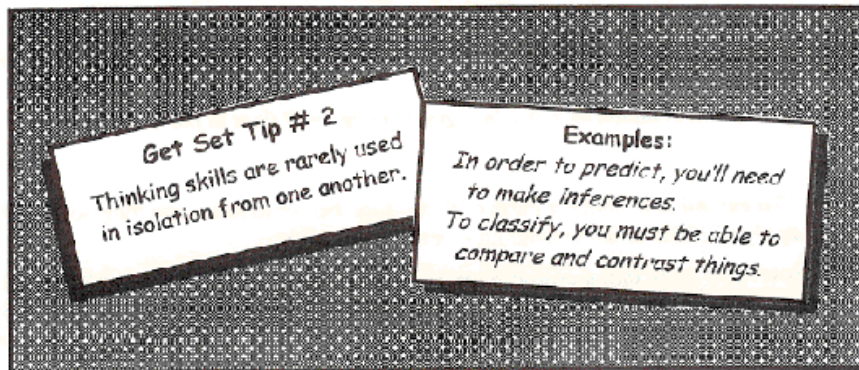 Get Set Tip # 2
Thinking skills are rarely used
in isolation from one another.
Examples:
In order to predict, you'll need
to make inferences.
To classify, you must be able to
compare and contrast things.